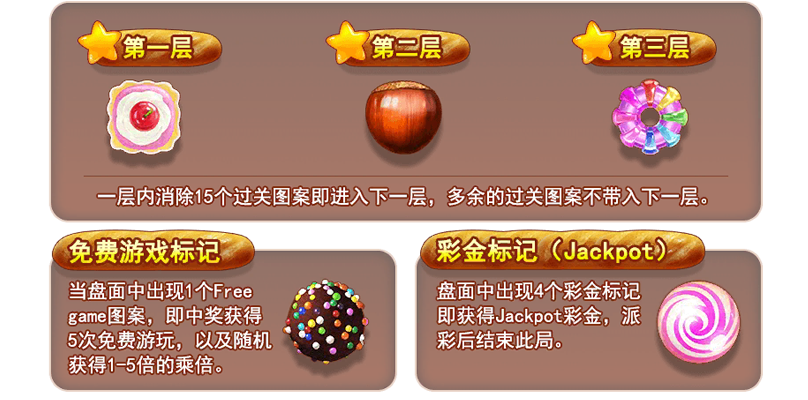 第一层
第二层
第三层
一层内消除15个过关图案即进入下一层，多余的过关图案不带入下一层。
免费游戏标记
当盘面中出现1个Free
game图案，即中奖获得
5次免费游玩，以及随机
获得1-5倍的乘倍。
彩金标记（Jackpot）
盘面中出现4个彩金标记
即获得Jackpot彩金，派
彩后结束此局。